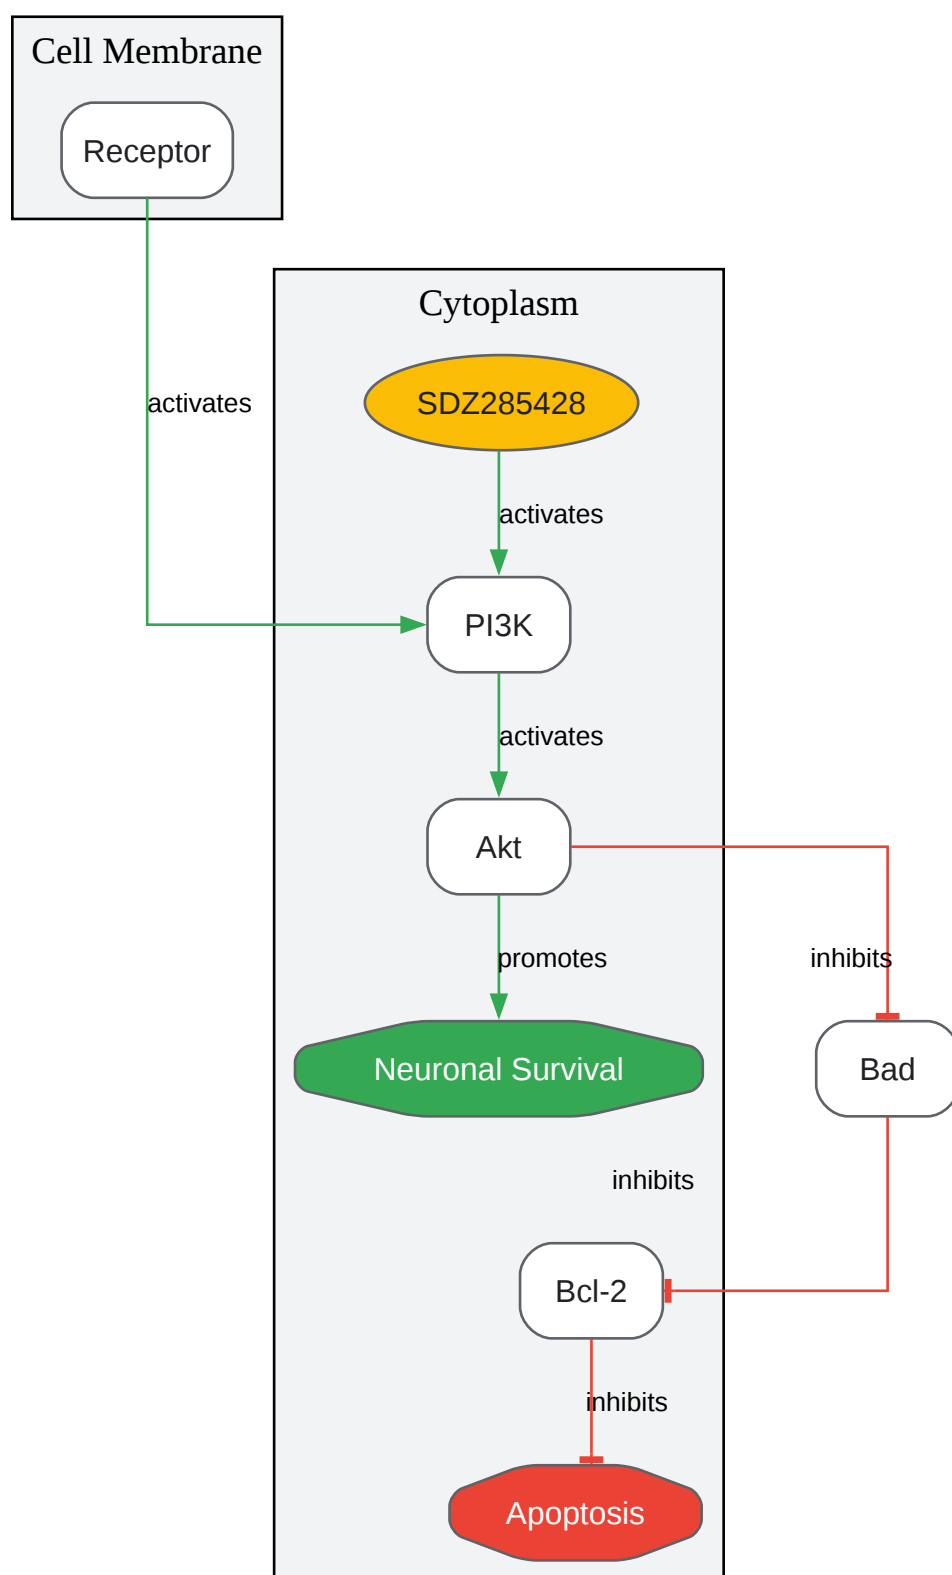 Cell Membrane
Receptor
Cytoplasm
SDZ285428
activates
activates
PI3K
activates
Akt
promotes
inhibits
Neuronal Survival
Bad
inhibits
Bcl-2
inhibits
Apoptosis